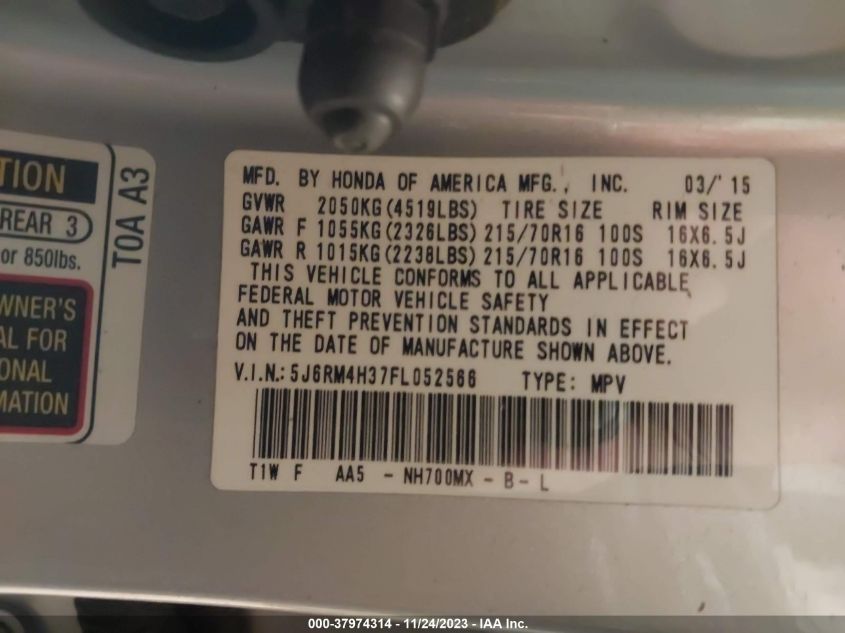 TION
REAR 3
or 850lbs.
WNER'S
AL FOR
ONAL
MATION
TOA A3
MFD. BY HONDA OF AMERICA MFG., INC. 03/'15
GVWR 2050KG(4519LBS) TIRE SIZE RIM SIZE
GAWR F 1055KG(2326LBS) 215/70R16 100S 16X6.5J
GAWR R 1015KG(2238LBS) 215/70R16 100S 16X6.5J
THIS VEHICLE CONFORMS TO ALL APPLICABLE
FEDERAL MOTOR VEHICLE SAFETY
AND THEFT PREVENTION STANDARDS IN EFFECT
ON THE DATE OF MANUFACTURE SHOWN ABOVE.
V.I.N.: 5J6RM4H37FL052566 TYPE: MPV
T1W F AA5 - NH700MX - B - L
000-37974314 - 11/24/2023 - IAA Inc.